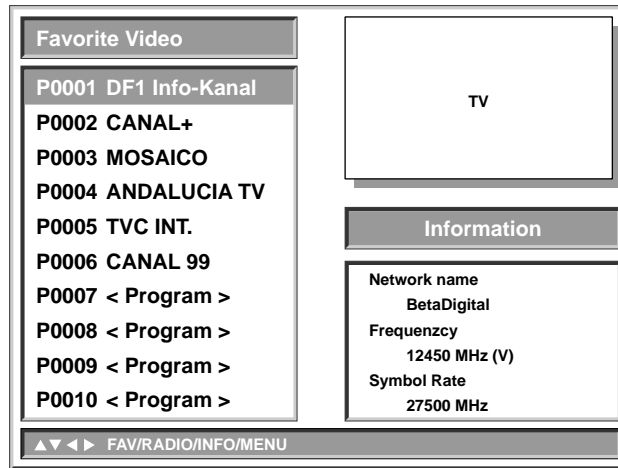 Favorite Video
P0001 DF1 Info-Kanal
P0002 CANAL+
P0003 MOSAICO
P0004 ANDALUCIA TV
P0005 TVC INT.
P0006 CANAL 99
P0007 < Program >
P0008 < Program >
P0009 < Program >
P0010 < Program >
TV
Information
Network name
BetaDigital
Frequenzcy
12450 MHz (V)
Symbol Rate
27500 MHz
▲▼◄► FAV/RADIO/INFO/MENU